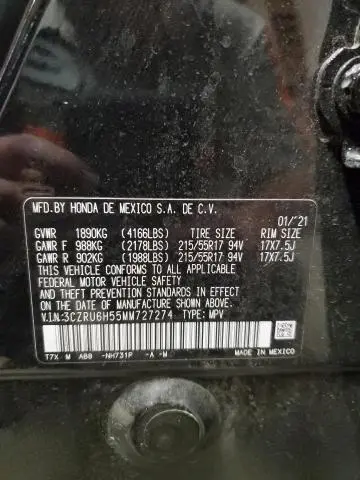 MFD.BY HONDA DE MEXICO S.A. DE C.V. 01/'21
GVWR 1890KG (4166LBS) TIRE SIZE RIM SIZE
GAWR F 988KG (2178LBS) 215/55R17 94V 17X7.5J
GAWR R 902KG (1988LBS) 215/55R17 94V 17X7.5J
THIS VEHICLE CONFORMS TO ALL APPLICABLE
FEDERAL MOTOR VEHICLE SAFETY AND THEFT
PREVENTION STANDARDS IN EFFECT ON THE DATE
OF MANUFACTURE SHOWN ABOVE.
V.I.N:3CZRU6H55MM727274 TYPE: MPV
T7X M ABB -NH731P -A -M MADE IN MEXICO